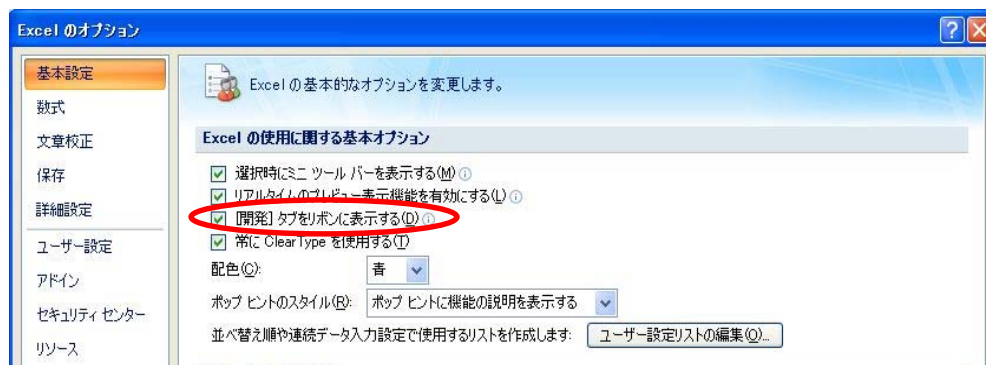 Excel のオプション
基本設定
数式
文章校正
保存
詳細設定
ユーザー設定
アドイン
セキュリティ センター
リソース
Excel の基本的なオプションを変更します。
Excel の使用に関する基本オプション
選択時にミニ ツール バーを表示する(M)
リアルタイムのプレビュー表示機能を有効にする(L)
[開発] タブをリボンに表示する(D)
常に ClearType を使用する(T)
配色(C): 青
ポップ ヒントのスタイル(R): ポップ ヒントに機能の説明を表示する
並べ替え順や連続データ入力設定で使用するリストを作成します: ユーザー設定リストの編集(O)...